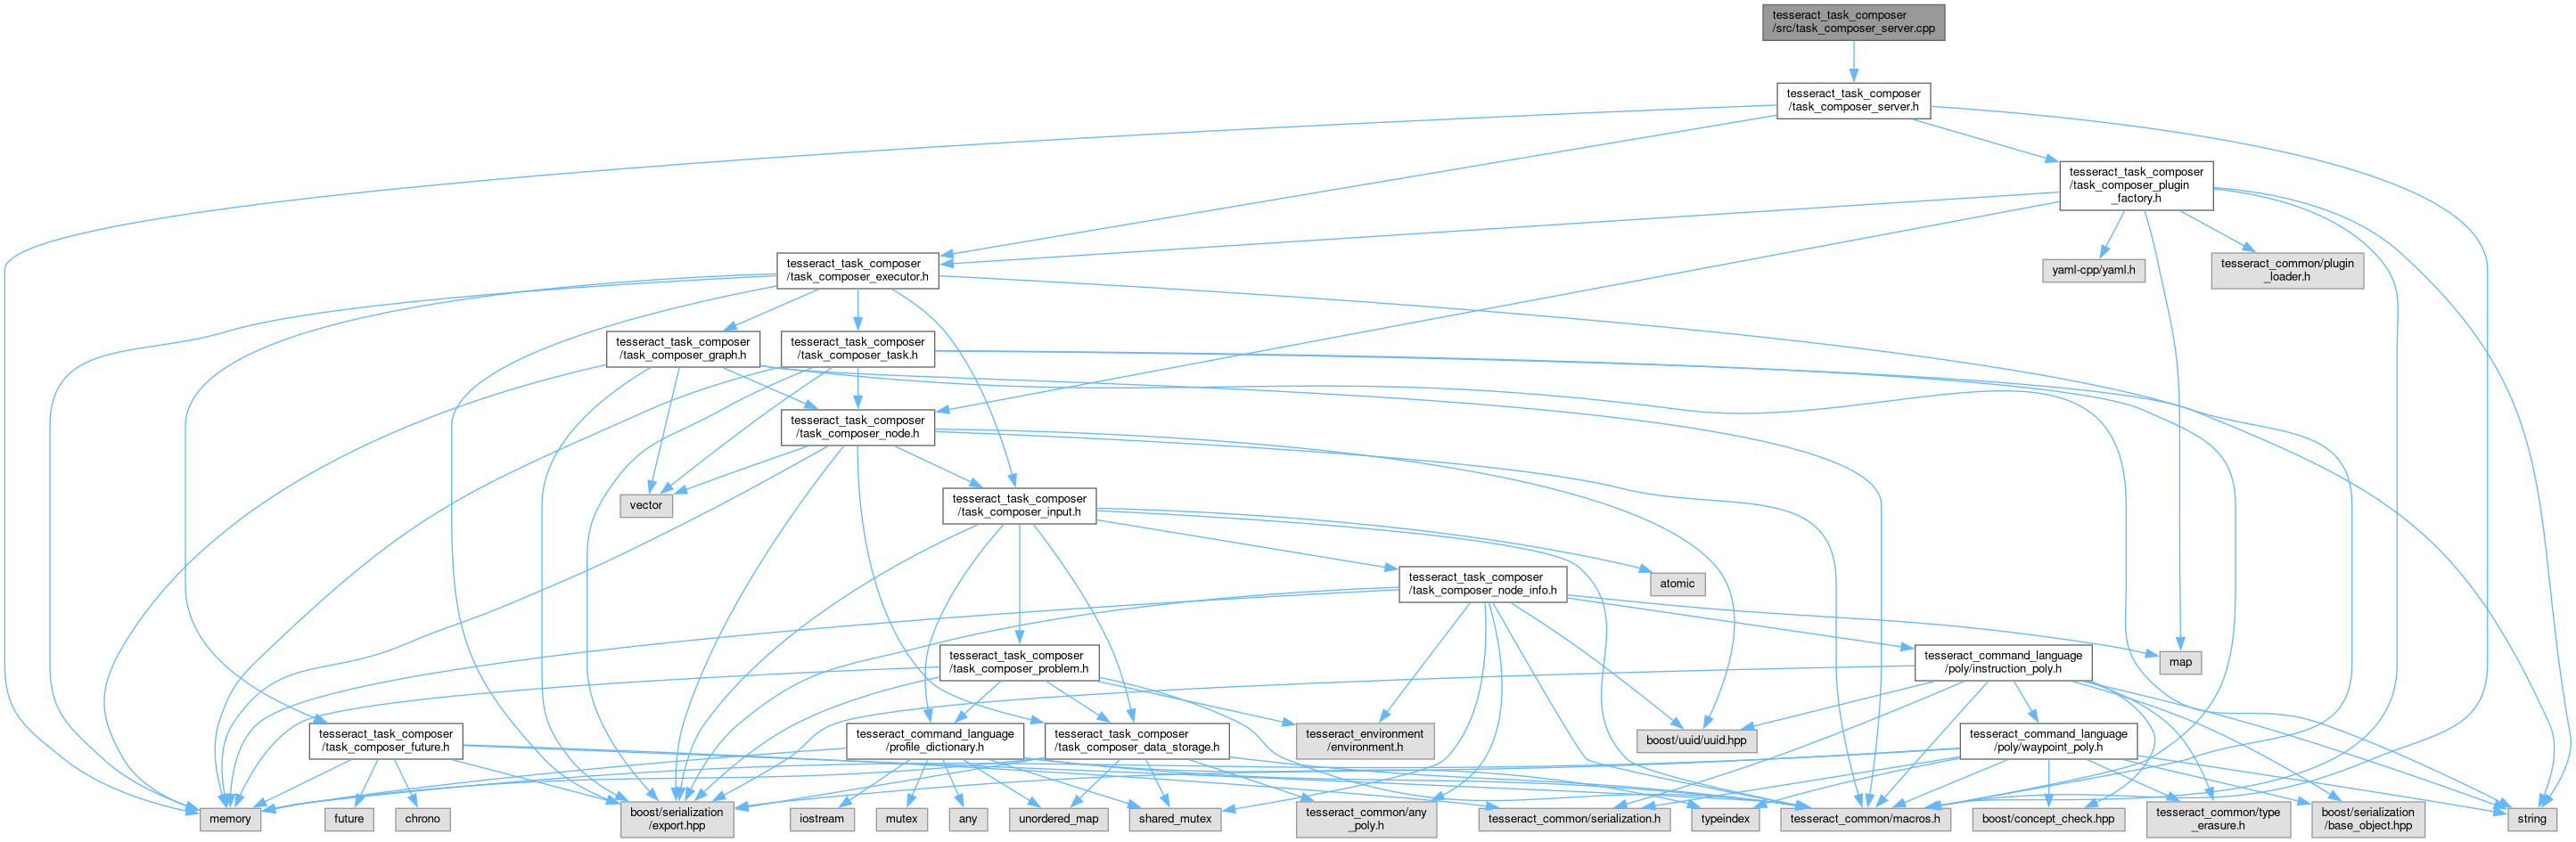 tesseract_task_composer
/src/task_composer_server.cpp
tesseract_task_composer
/task_composer_server.h
tesseract_task_composer
/task_composer_plugin
_factory.h
tesseract_task_composer
/task_composer_executor.h
yaml-cpp/yaml.h
tesseract_common/plugin
_loader.h
tesseract_task_composer
/task_composer_graph.h
tesseract_task_composer
/task_composer_task.h
tesseract_task_composer
/task_composer_node.h
vector
tesseract_task_composer
/task_composer_input.h
tesseract_task_composer
/task_composer_node_info.h
atomic
tesseract_task_composer
/task_composer_problem.h
tesseract_command_language
/poly/instruction_poly.h
map
tesseract_task_composer
/task_composer_future.h
tesseract_command_language
/profile_dictionary.h
tesseract_task_composer
/task_composer_data_storage.h
tesseract_environment
/environment.h
boost/uuid/uuid.hpp
tesseract_command_language
/poly/waypoint_poly.h
memory
future
chrono
boost/serialization
/export.hpp
iostream
mutex
any
unordered_map
shared_mutex
tesseract_common/any
_poly.h
tesseract_common/serialization.h
typeindex
tesseract_common/macros.h
boost/concept_check.hpp
tesseract_common/type
_erasure.h
boost/serialization
/base_object.hpp
string